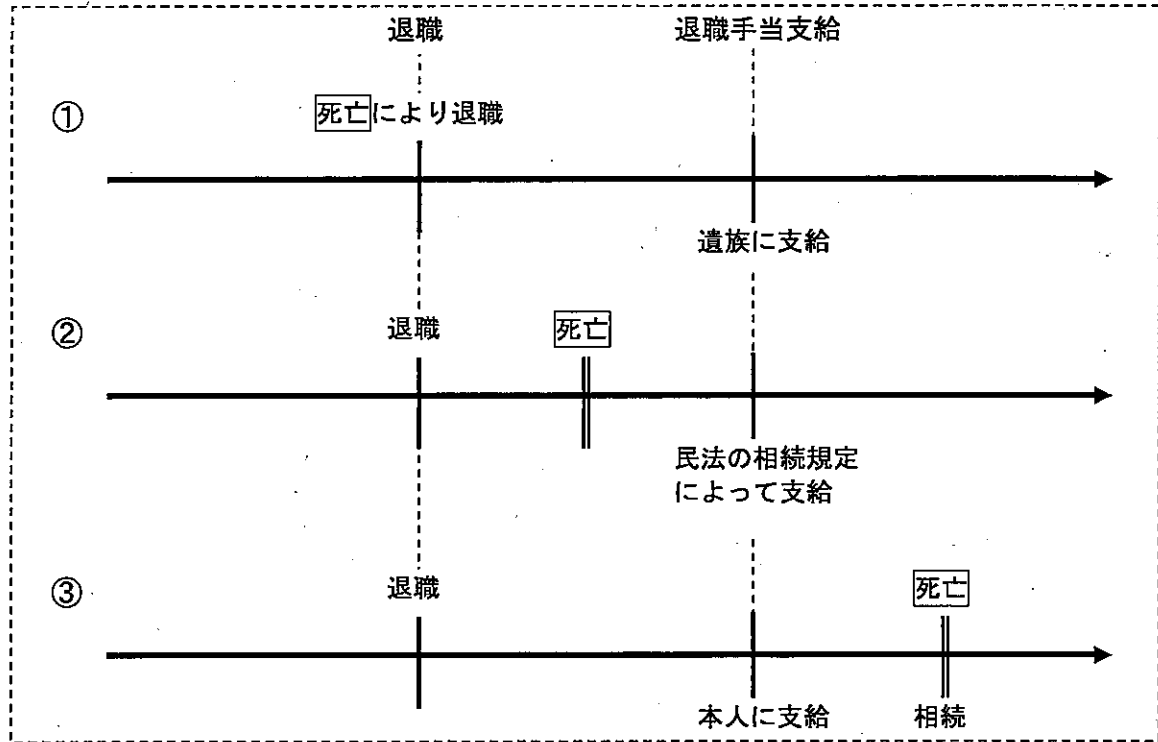 退職
退職手当支給
①
死亡により退職
遺族に支給
②
退職
死亡
民法の相続規定
によって支給
③
退職
死亡
本人に支給
相続